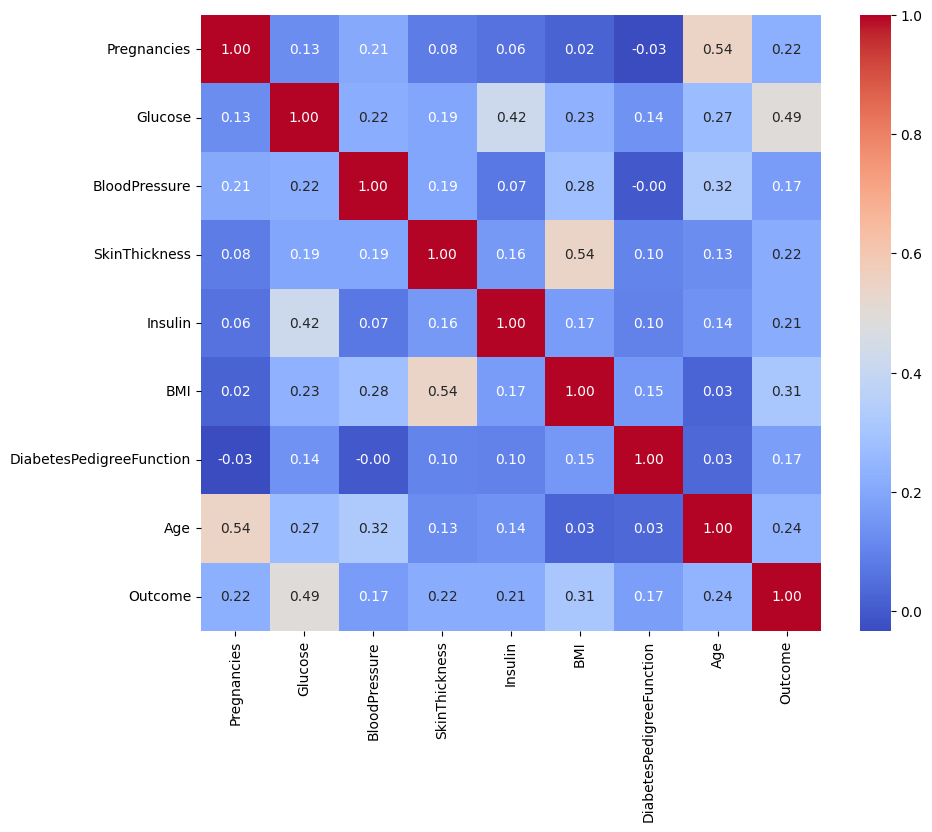 Pregnancies 1.00 0.13 0.21 0.08 0.06 0.02 -0.03 0.54 0.22
Glucose 0.13 1.00 0.22 0.19 0.42 0.23 0.14 0.27 0.49
BloodPressure 0.21 0.22 1.00 0.19 0.07 0.28 -0.00 0.32 0.17
SkinThickness 0.08 0.19 0.19 1.00 0.16 0.54 0.10 0.13 0.22
Insulin 0.06 0.42 0.07 0.16 1.00 0.17 0.10 0.14 0.21
BMI 0.02 0.23 0.28 0.54 0.17 1.00 0.15 0.03 0.31
DiabetesPedigreeFunction -0.03 0.14 -0.00 0.10 0.10 0.15 1.00 0.03 0.17
Age 0.54 0.27 0.32 0.13 0.14 0.03 0.03 1.00 0.24
Outcome 0.22 0.49 0.17 0.22 0.21 0.31 0.17 0.24 1.00
Pregnancies
Glucose
BloodPressure
SkinThickness
Insulin
BMI
DiabetesPedigreeFunction
Age
Outcome
1.0
0.8
0.6
0.4
0.2
0.0